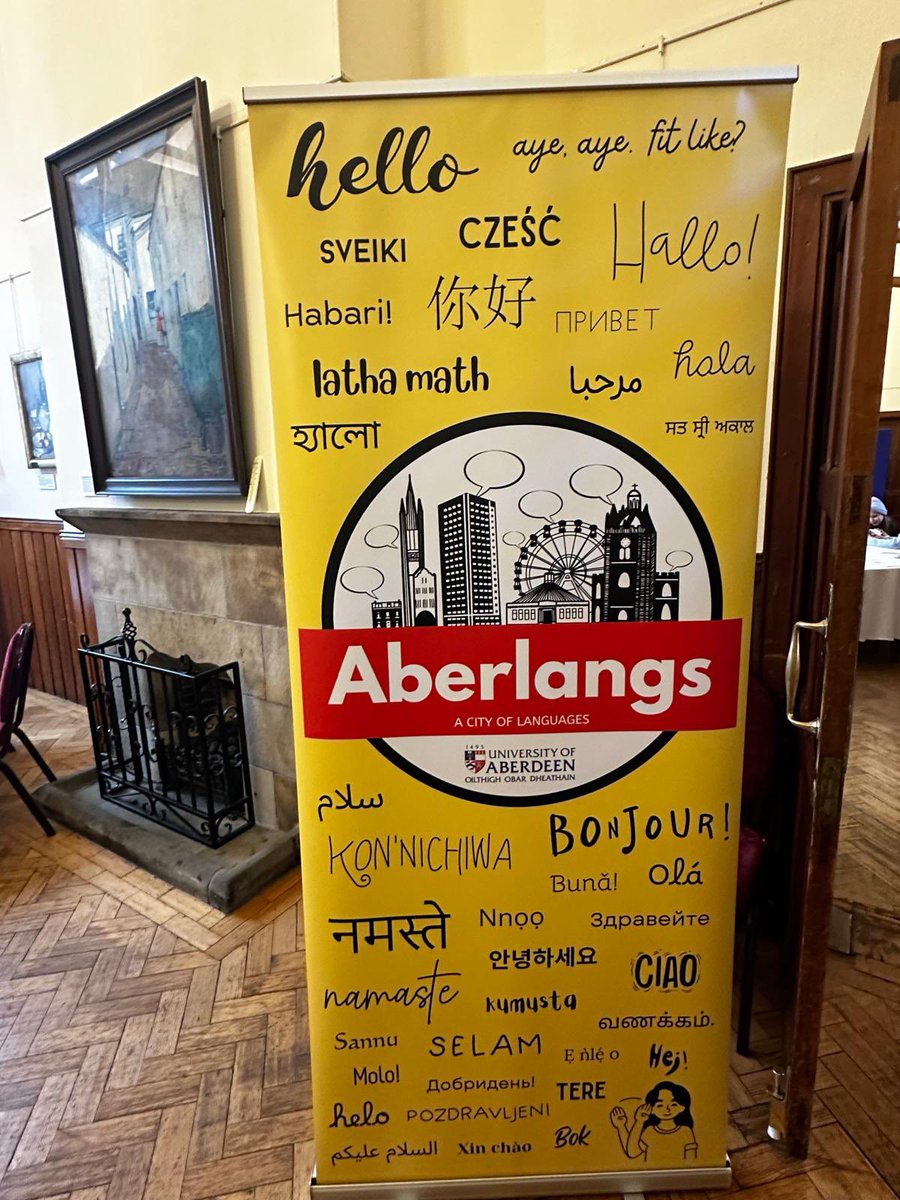 hello
aye, aye. fit like?
SVEIKI
CZEŚĆ
Hallo!
Habari!
你好
ПРИВЕТ
latha math
مرحبا
hola
হ্যালো
ਸਤ ਸ੍ਰੀ ਅਕਾਲ
Aberlangs
A CITY OF LANGUAGES
1495
UNIVERSITY OF
ABERDEEN
OILTHIGH OBAR DHEATHAIN
سلام
KON'NICHIWA
BONJOUR!
Bună!
Olá
नमस्ते
Nnọọ
Здравейте
안녕하세요
CIAO
namaste
kumusta
வணக்கம்.
Sannu
SELAM
Ẹ ǹlẹ́ o
Hej!
Molo!
Добридень!
TERE
helo
POZDRAVLJENI
السلام عليكم
Xin chào
Bok